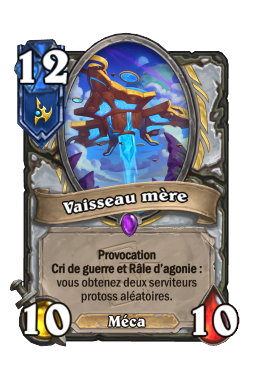 12
Vaisseau mère
Provocation
Cri de guerre et Râle d'agonie :
vous obtenez deux serviteurs
protoss aléatoires.
10
Méca
10